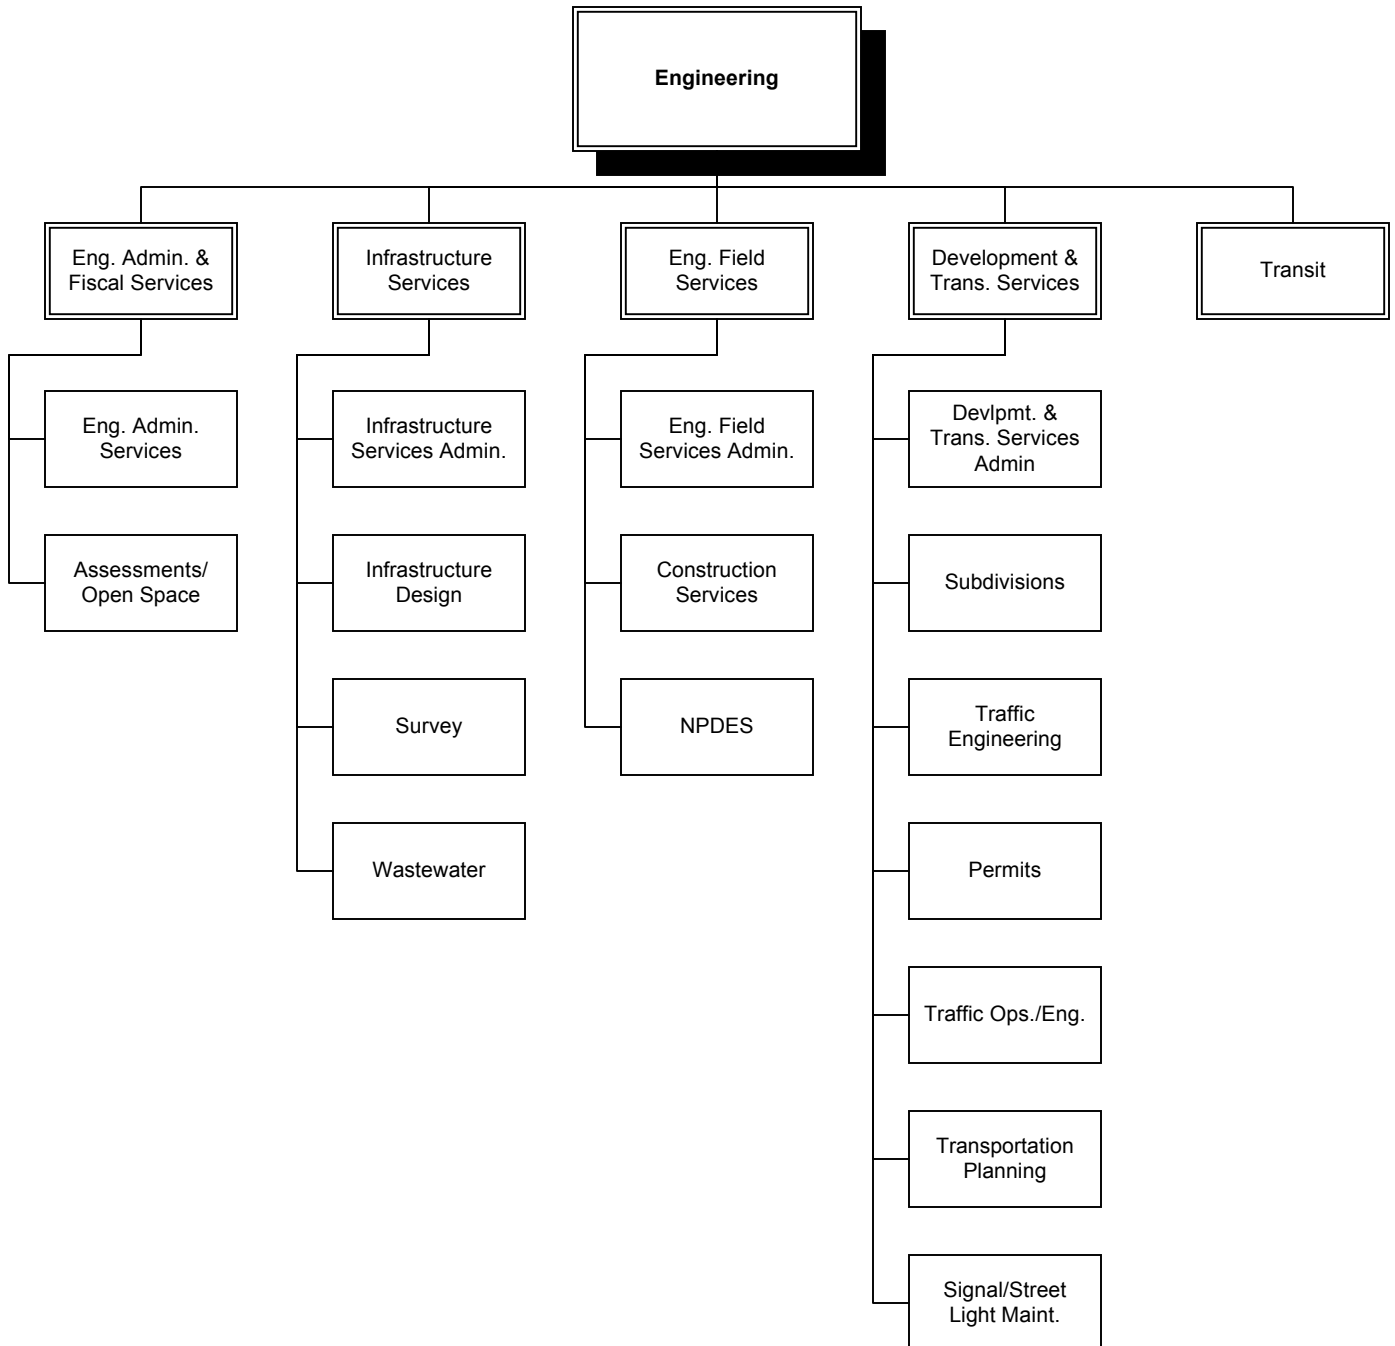 Engineering
Eng. Admin. &
Fiscal Services
Infrastructure
Services
Eng. Field
Services
Development &
Trans. Services
Transit
Eng. Admin.
Services
Assessments/
Open Space
Infrastructure
Services Admin.
Infrastructure
Design
Survey
Wastewater
Eng. Field
Services Admin.
Construction
Services
NPDES
Devlpmt. &
Trans. Services
Admin
Subdivisions
Traffic
Engineering
Permits
Traffic Ops./Eng.
Transportation
Planning
Signal/Street
Light Maint.